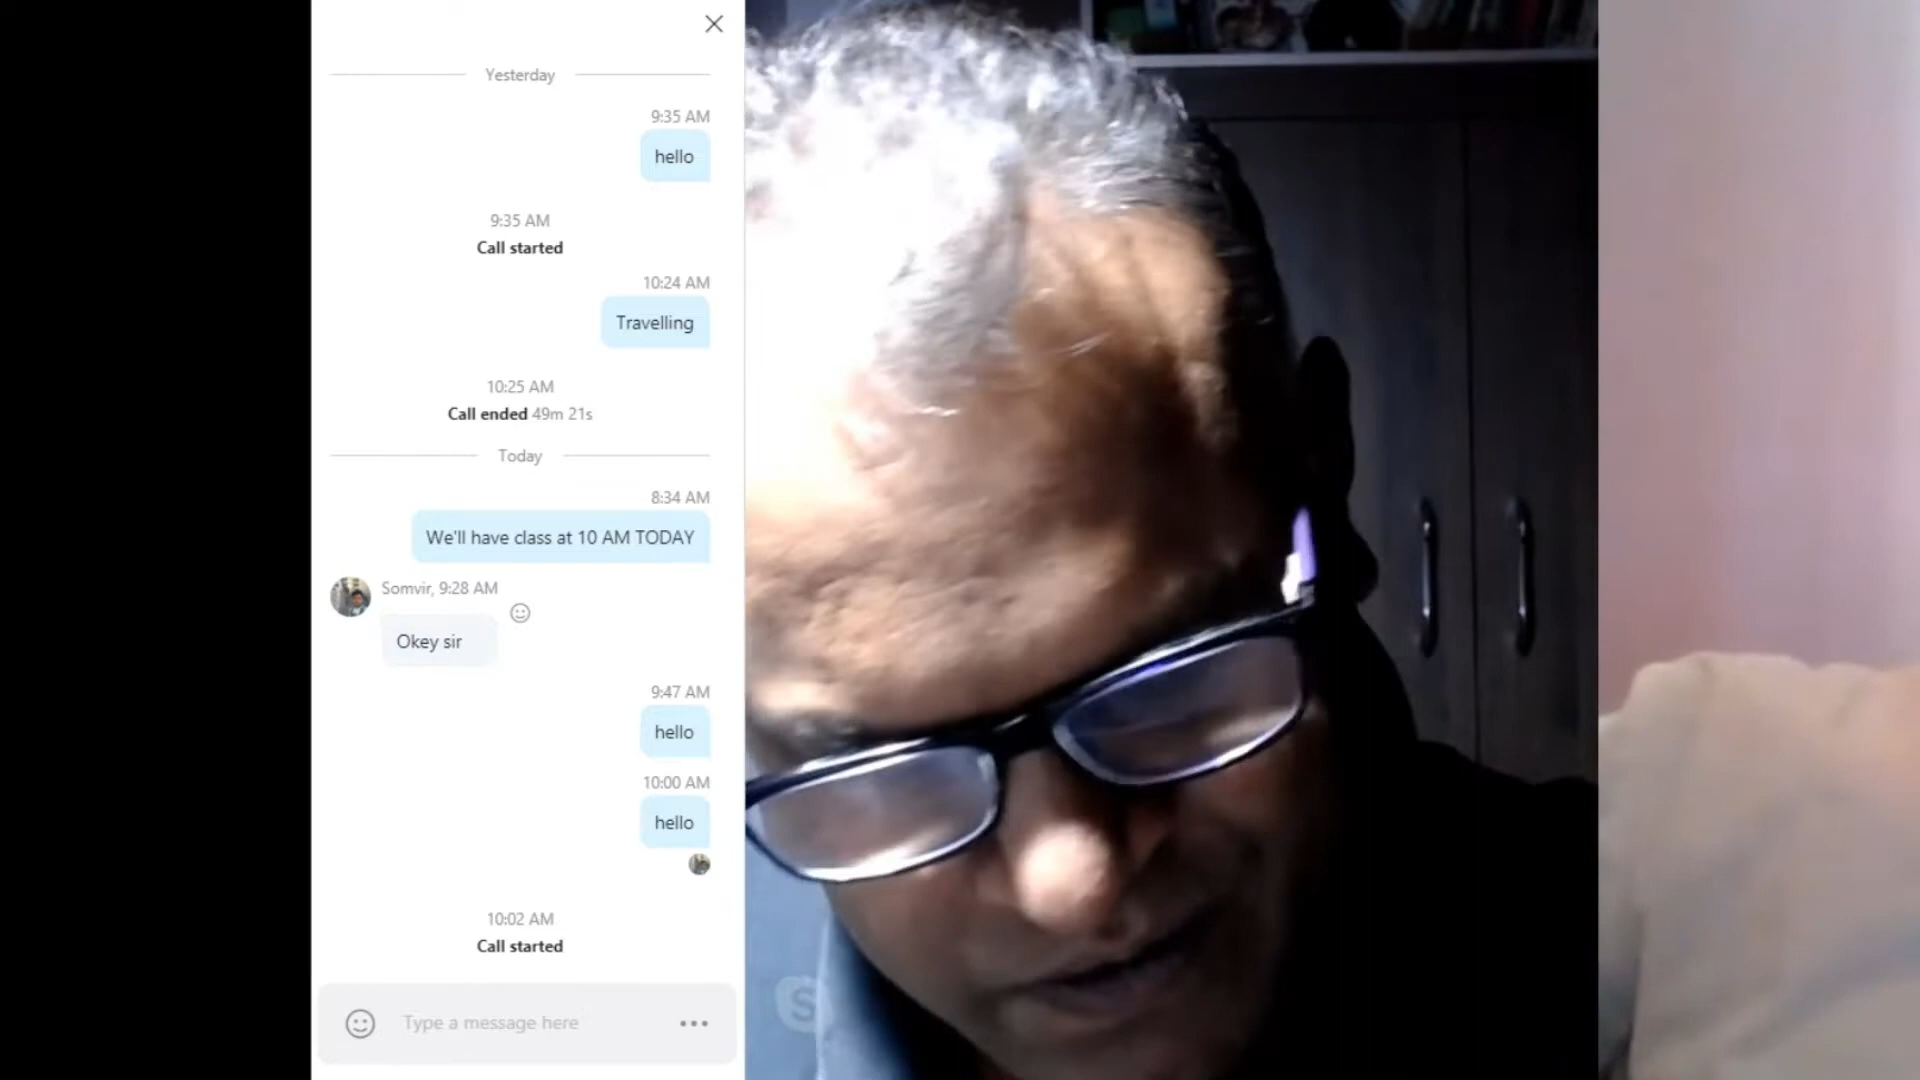 Yesterday
9:35 AM
hello
9:35 AM
Call started
10:24 AM
Travelling
10:25 AM
Call ended 49m 21s
Today
8:34 AM
We'll have class at 10 AM TODAY
Somvir, 9:28 AM
Okey sir
9:47 AM
hello
10:00 AM
hello
10:02 AM
Call started
Type a message here